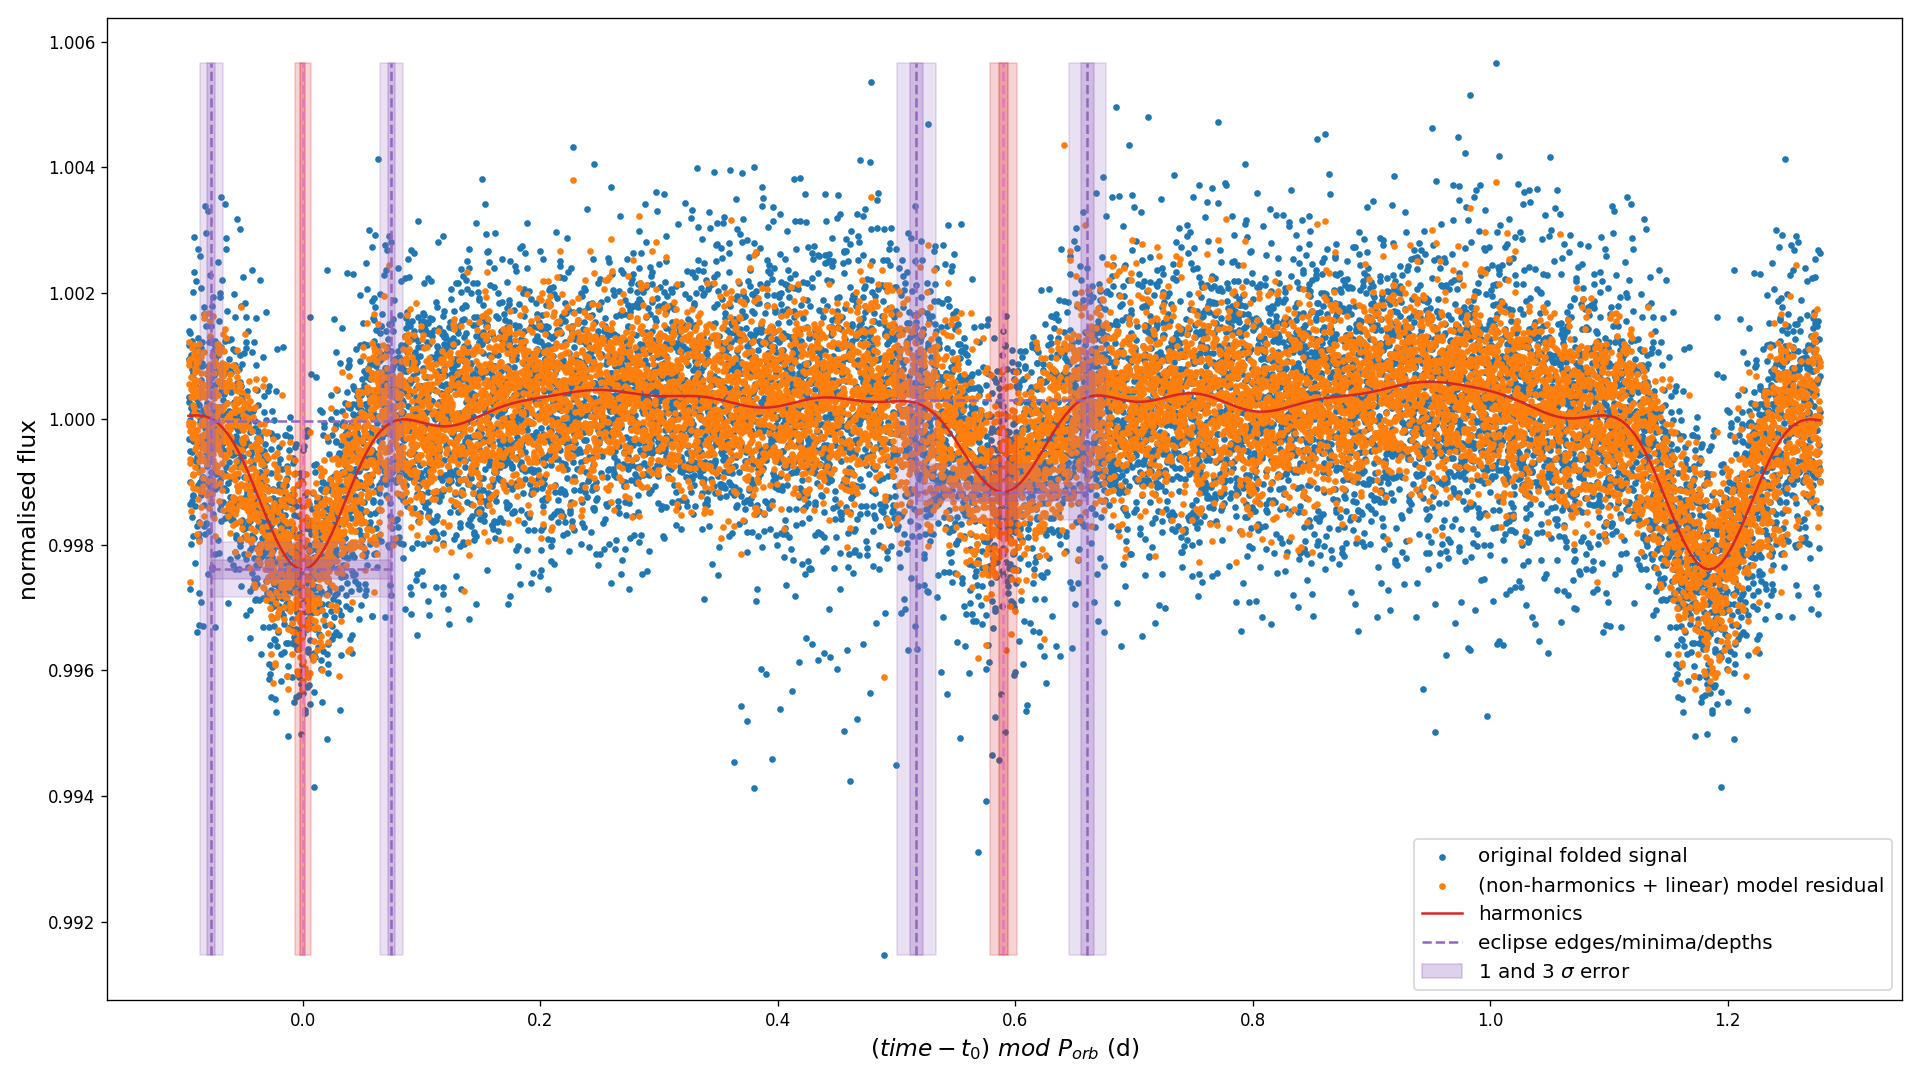 1.006
1.004
1.002
1.000
0.998
0.996
0.994
0.992
normalised flux
0.0 0.2 0.4 0.6 0.8 1.0 1.2
(time − t₀) mod Pₒᵣᵦ (d)
original folded signal
(non-harmonics + linear) model residual
harmonics
eclipse edges/minima/depths
1 and 3 σ error